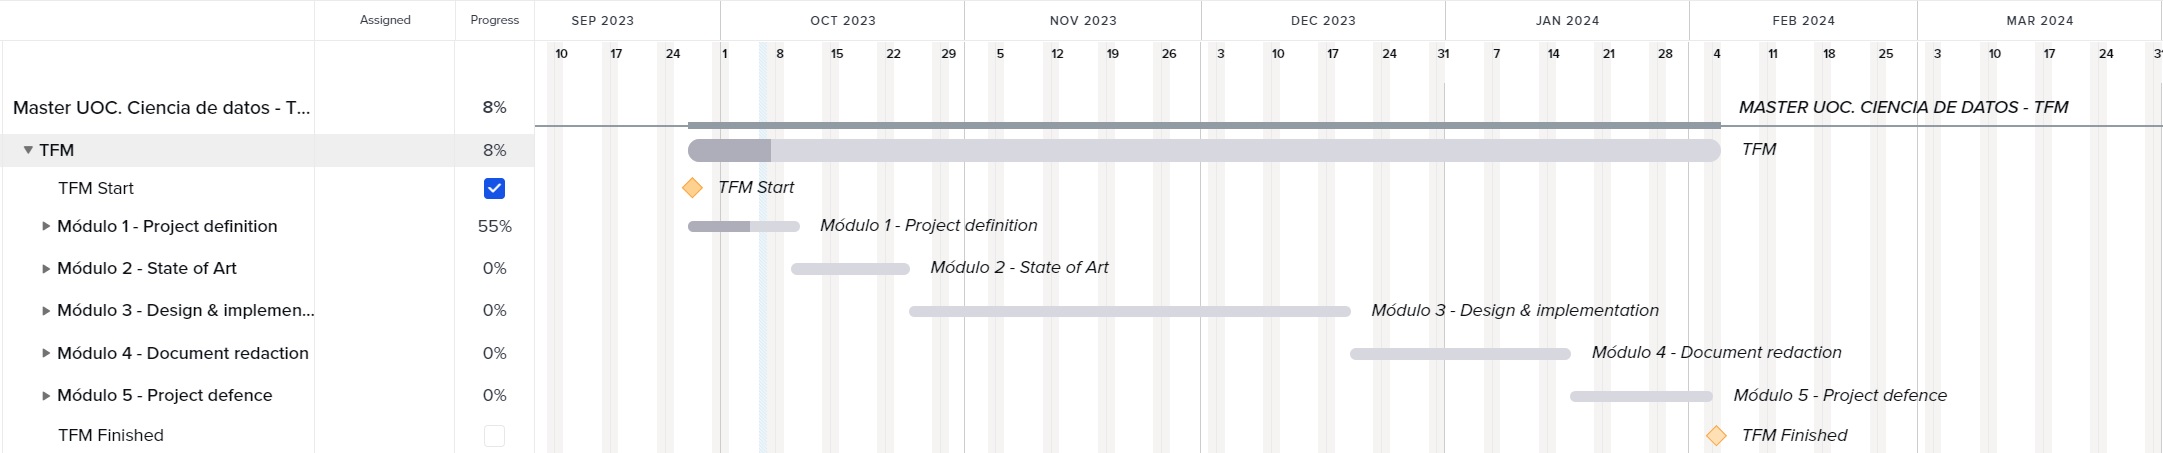 Assigned Progress SEP 2023 OCT 2023 NOV 2023 DEC 2023 JAN 2024 FEB 2024 MAR 2024
10 17 24 1 8 15 22 29 5 12 19 26 3 10 17 24 31 7 14 21 28 4 11 18 25 3 10 17 24 31
Master UOC. Ciencia de datos - T... 8% MASTER UOC. CIENCIA DE DATOS - TFM
TFM 8% TFM
TFM Start TFM Start
Módulo 1 - Project definition 55% Módulo 1 - Project definition
Módulo 2 - State of Art 0% Módulo 2 - State of Art
Módulo 3 - Design & implemen... 0% Módulo 3 - Design & implementation
Módulo 4 - Document redaction 0% Módulo 4 - Document redaction
Módulo 5 - Project defence 0% Módulo 5 - Project defence
TFM Finished TFM Finished